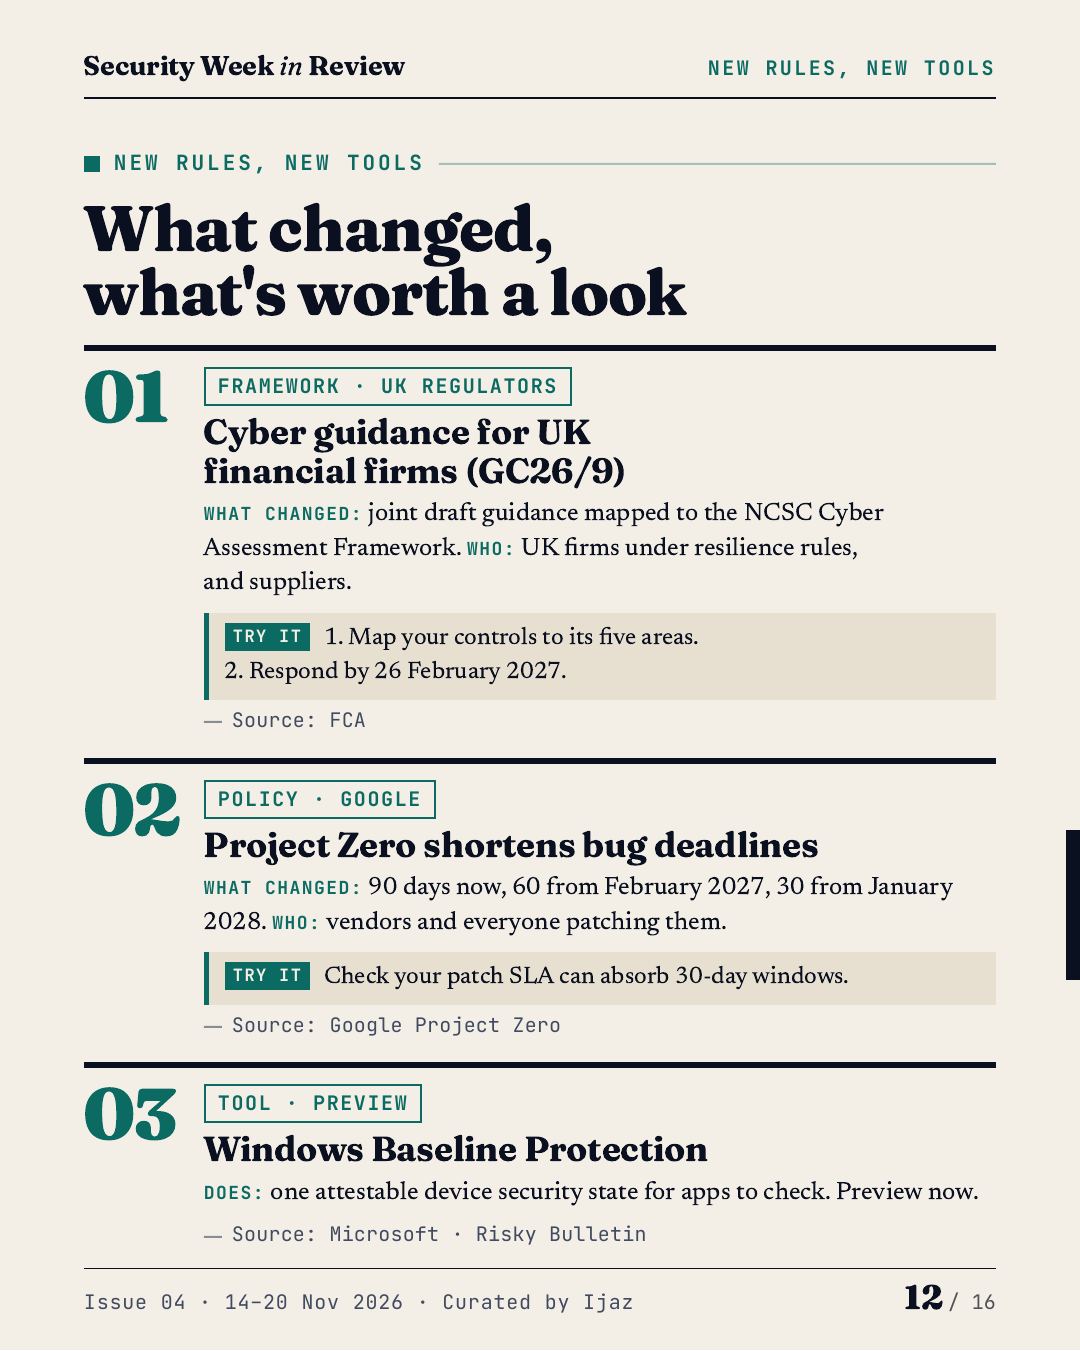 Security Week in Review
NEW RULES, NEW TOOLS
NEW RULES, NEW TOOLS
What changed,
what's worth a look
01
FRAMEWORK · UK REGULATORS
Cyber guidance for UK
financial firms (GC26/9)
WHAT CHANGED: joint draft guidance mapped to the NCSC Cyber
Assessment Framework. WHO: UK firms under resilience rules,
and suppliers.
TRY IT 1. Map your controls to its five areas.
2. Respond by 26 February 2027.
— Source: FCA
02
POLICY · GOOGLE
Project Zero shortens bug deadlines
WHAT CHANGED: 90 days now, 60 from February 2027, 30 from January
2028. WHO: vendors and everyone patching them.
TRY IT Check your patch SLA can absorb 30-day windows.
— Source: Google Project Zero
03
TOOL · PREVIEW
Windows Baseline Protection
DOES: one attestable device security state for apps to check. Preview now.
— Source: Microsoft · Risky Bulletin
Issue 04 · 14–20 Nov 2026 · Curated by Ijaz
12 / 16